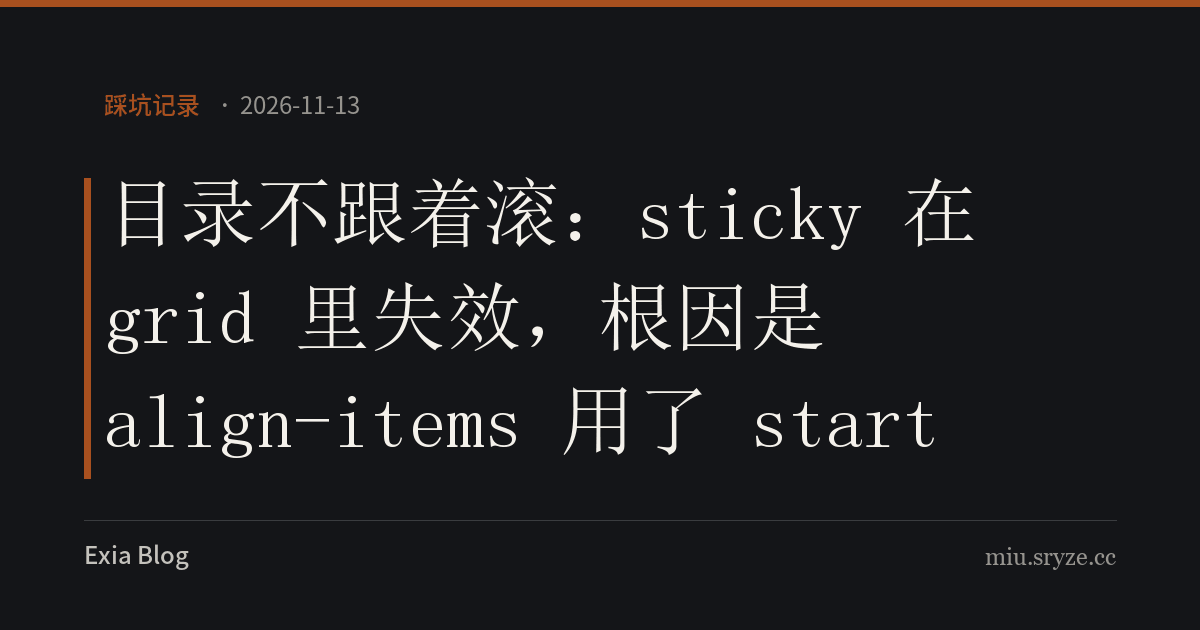 踩坑记录 · 2026-11-13
目录不跟着滚：sticky 在
grid 里失效，根因是
align-items 用了 start
Exia Blog
miu.sryze.cc